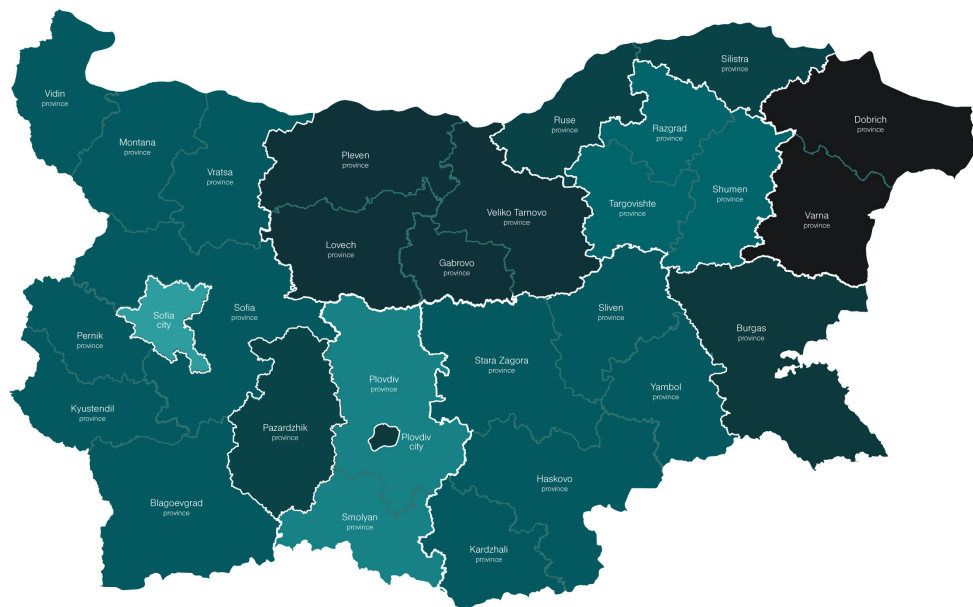 Silistra
province
Vidin
province
Dobrich
province
Ruse
province
Razgrad
province
Montana
province
Pleven
province
Vratsa
province
Shumen
province
Targovishte
province
Veliko Tarnovo
province
Varna
province
Lovech
province
Gabrovo
province
Sofia
province
Sofia
city
Sliven
province
Burgas
province
Pernik
province
Stara Zagora
province
Plovdiv
province
Yambol
province
Kyustendil
province
Pazardzhik
province
Plovdiv
city
Haskovo
province
Blagoevgrad
province
Smolyan
province
Kardzhali
province